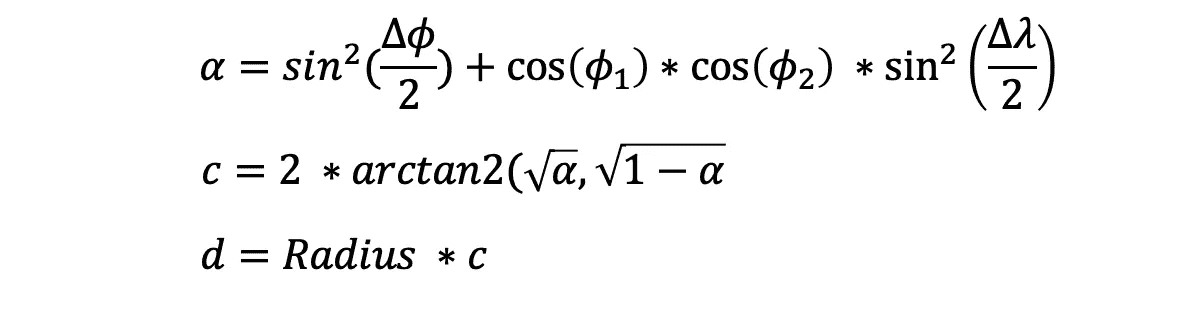 α = sin²(Δϕ/2) + cos(ϕ₁) * cos(ϕ₂) * sin²(Δλ/2)
c = 2 * arctan2(√α, √1 − α
d = Radius * c